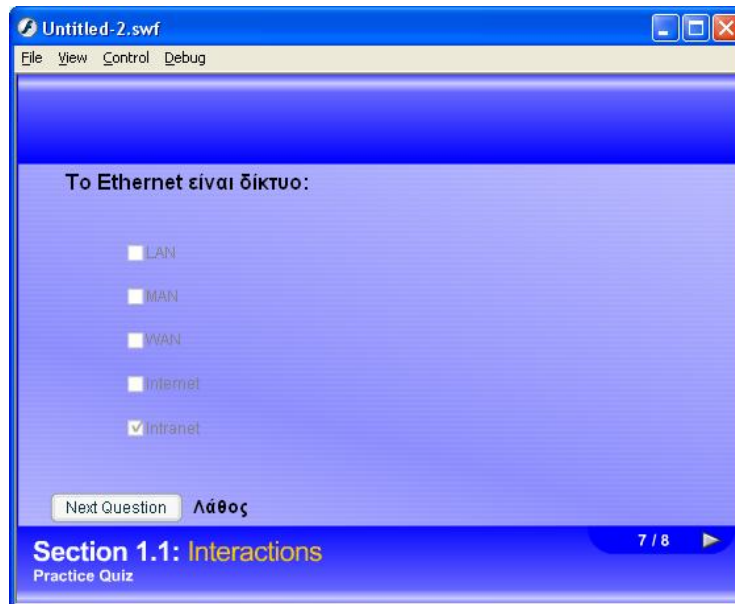 Untitled-2.swf
File View Control Debug
Το Ethernet είναι δίκτυο:
LAN
MAN
WAN
Internet
Intranet
Next Question Λάθος
Section 1.1: Interactions
7 / 8
Practice Quiz